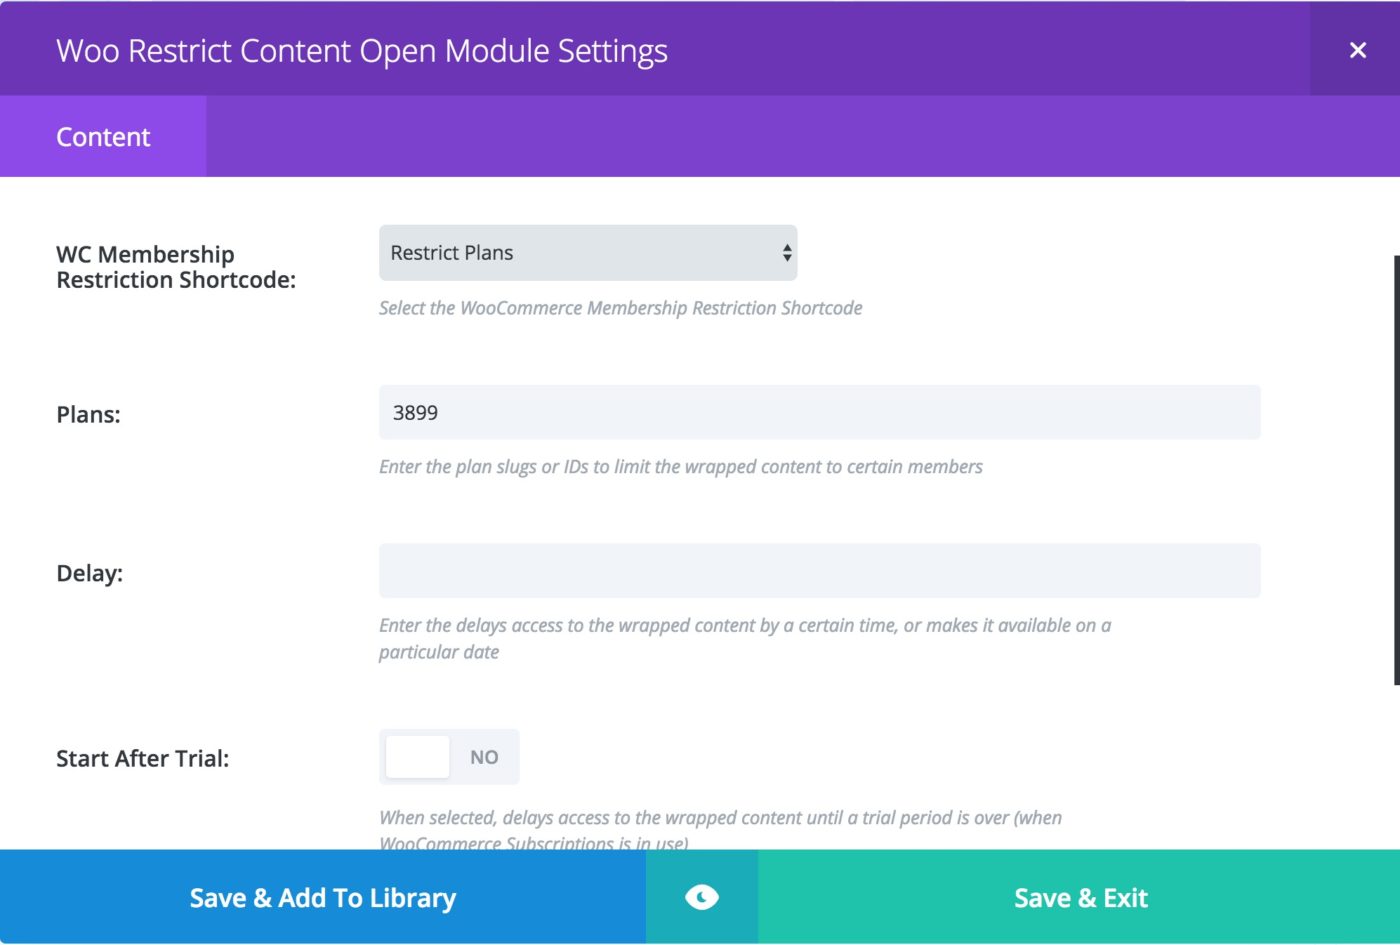 Woo Restrict Content Open Module Settings
Content
WC Membership
Restriction Shortcode:
Restrict Plans
Select the WooCommerce Membership Restriction Shortcode
Plans:
3899
Enter the plan slugs or IDs to limit the wrapped content to certain members
Delay:
Enter the delays access to the wrapped content by a certain time, or makes it available on a
particular date
Start After Trial:
NO
When selected, delays access to the wrapped content until a trial period is over (when
WooCommerce Subscriptions is in use)
Save & Add To Library
Save & Exit